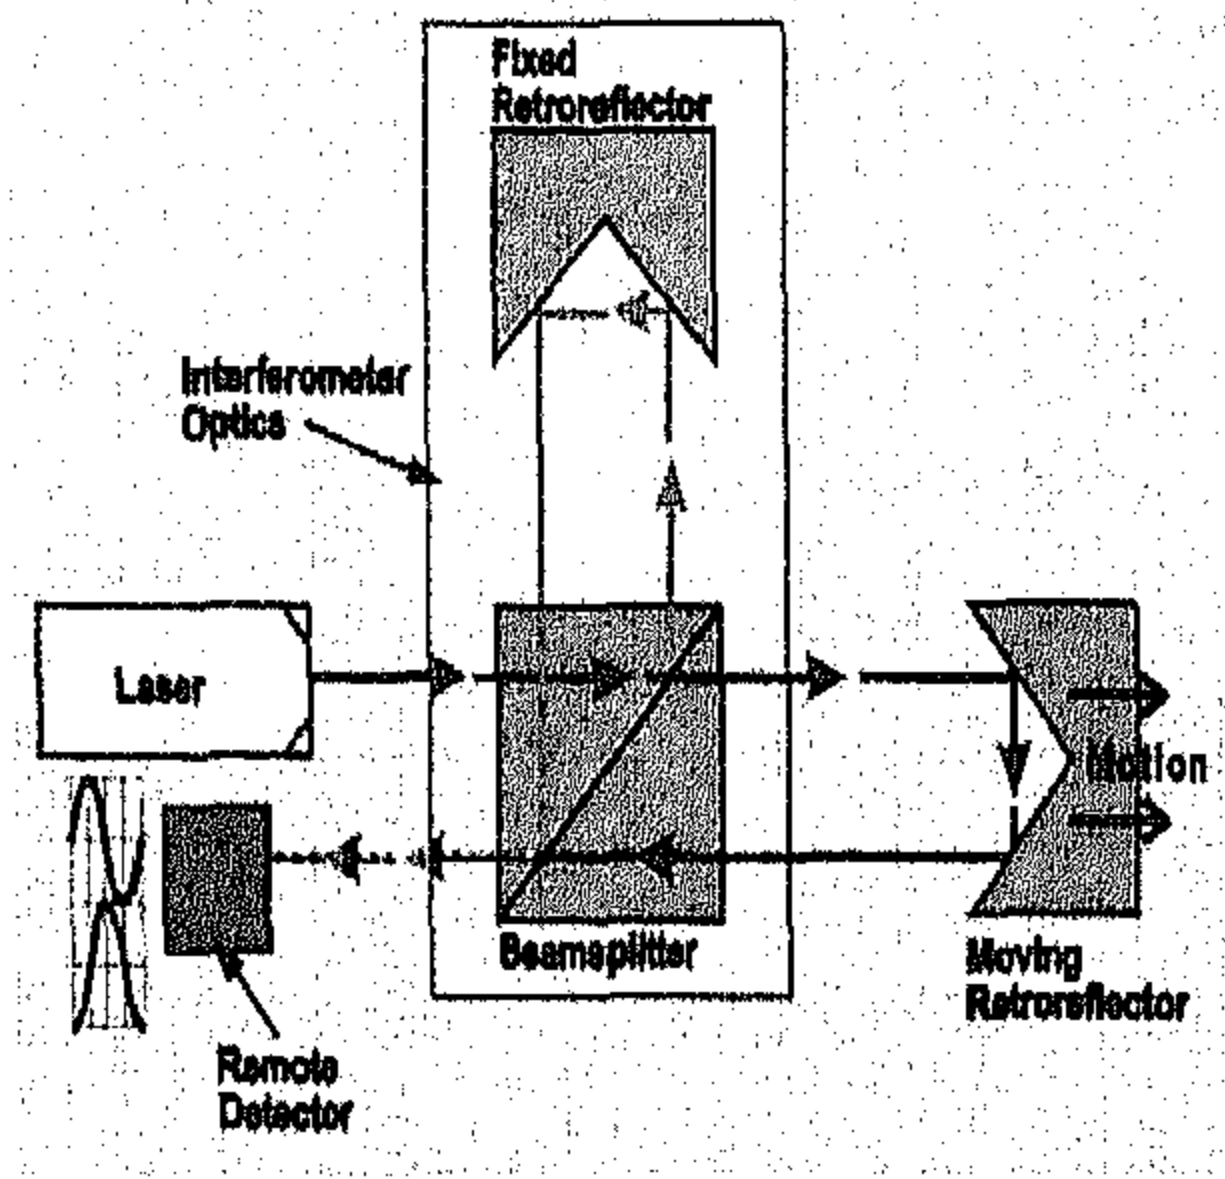 Fixed
Retroreflector
Interferometer
Optics
Laser
Motion
Beamsplitter
Moving
Retroreflector
Remote
Detector